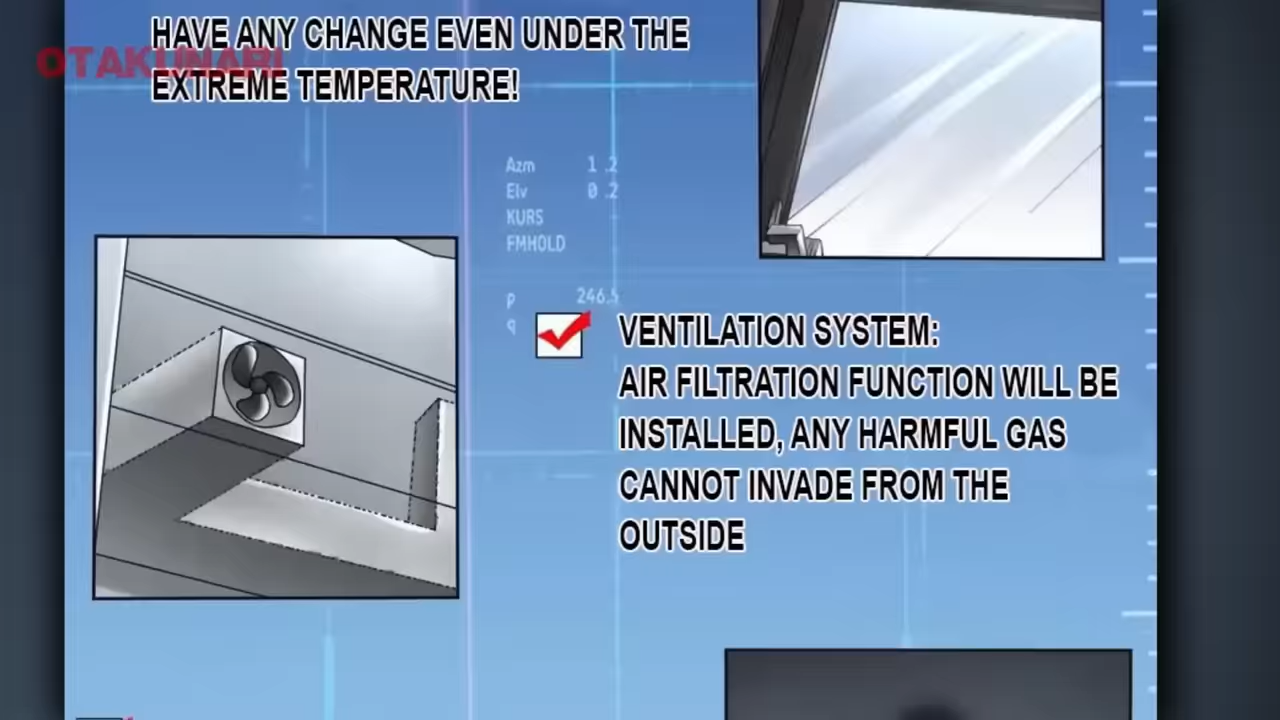 HAVE ANY CHANGE EVEN UNDER THE
OTAKUNARI
EXTREME TEMPERATURE!
Azm 1.2
Elv 0.2
KURS
FMHOLD
p 246.5
q
VENTILATION SYSTEM:
AIR FILTRATION FUNCTION WILL BE
INSTALLED, ANY HARMFUL GAS
CANNOT INVADE FROM THE
OUTSIDE